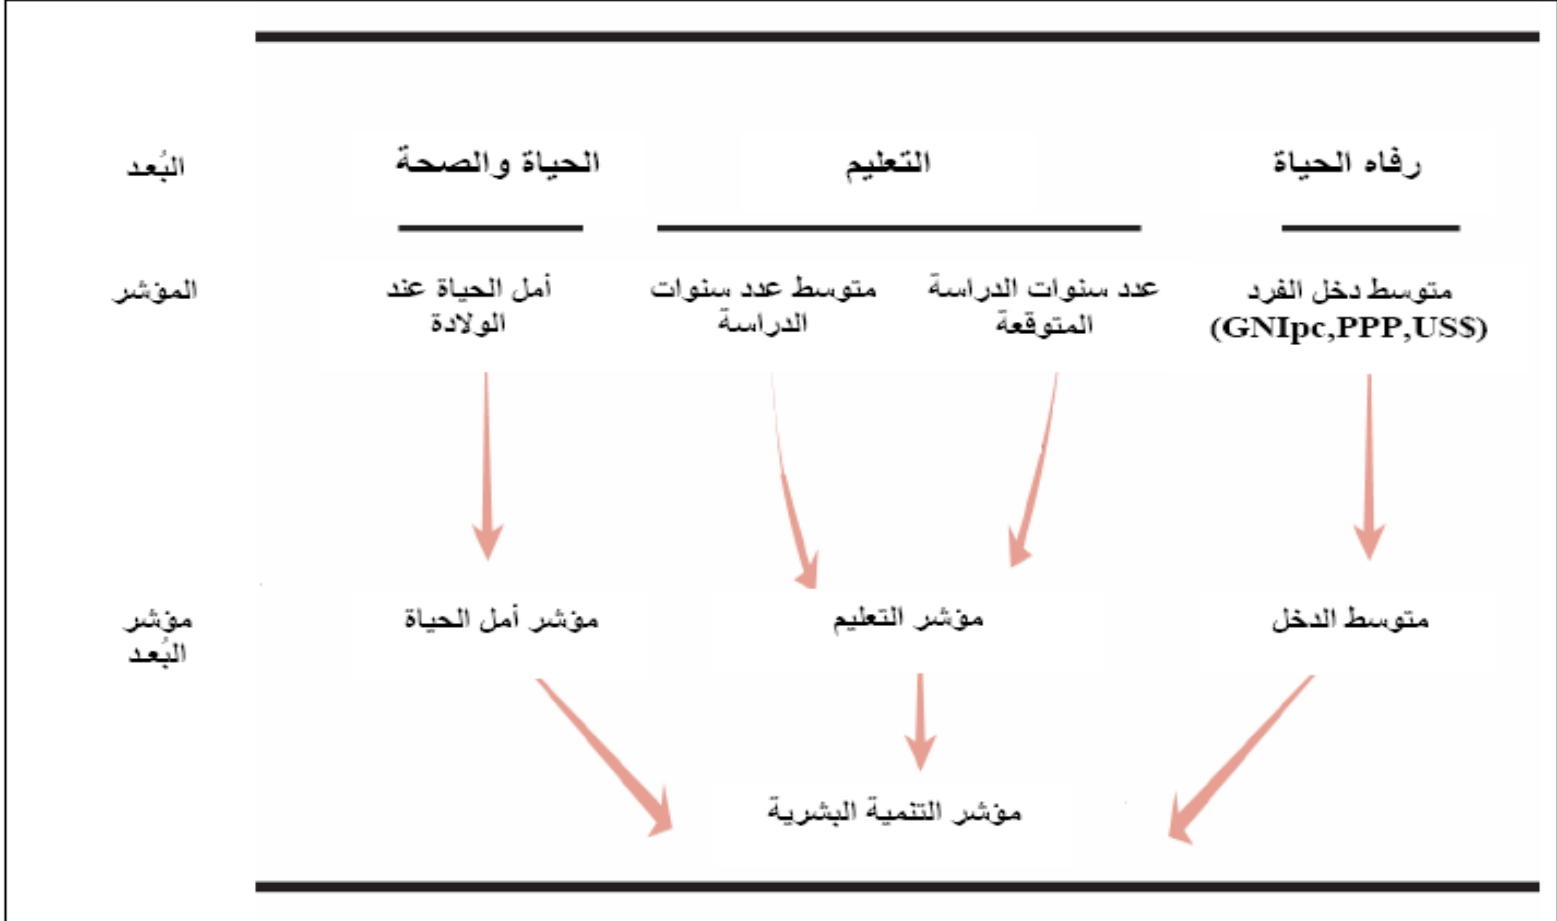 البُعد
الحياة والصحة
التعليم
رفاه الحياة
المؤشر
أمل الحياة عند
الولادة
متوسط عدد سنوات
الدراسة
عدد سنوات الدراسة
المتوقعة
متوسط دخل الفرد
(GNIpc,PPP,US$)
مؤشر
البُعد
مؤشر أمل الحياة
مؤشر التعليم
متوسط الدخل
مؤشر التنمية البشرية